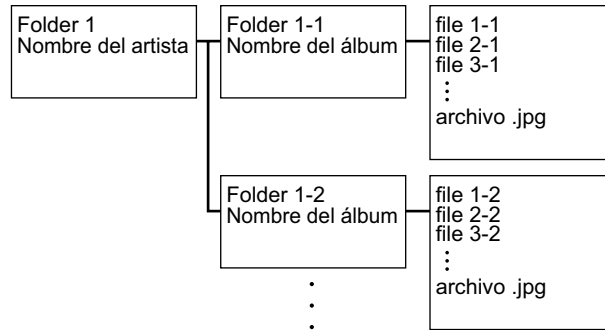 Folder 1
Nombre del artista
Folder 1-1
Nombre del álbum
file 1-1
file 2-1
file 3-1
archivo .jpg
Folder 1-2
Nombre del álbum
file 1-2
file 2-2
file 3-2
archivo .jpg